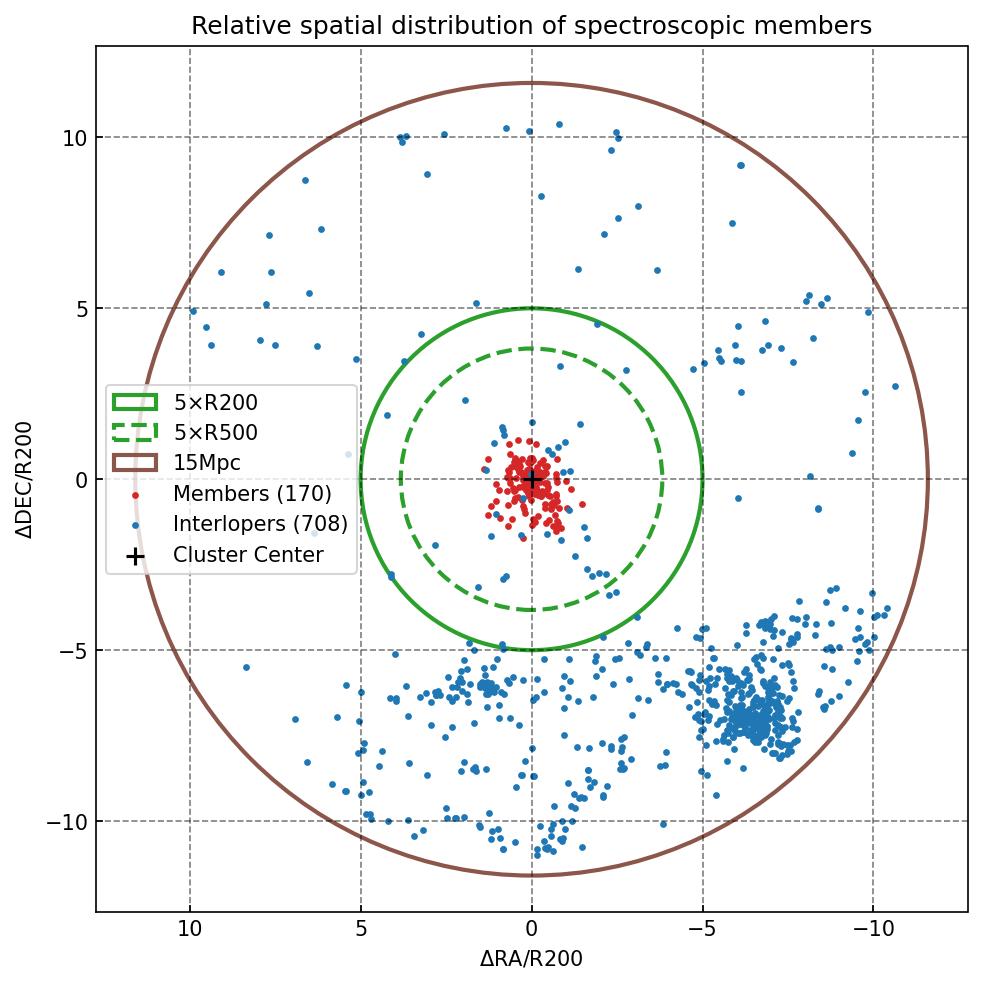 Relative spatial distribution of spectroscopic members
ΔDEC/R200
10
5
0
−5
−10
5×R200
5×R500
15Mpc
Members (170)
Interlopers (708)
Cluster Center
10
5
0
−5
−10
ΔRA/R200